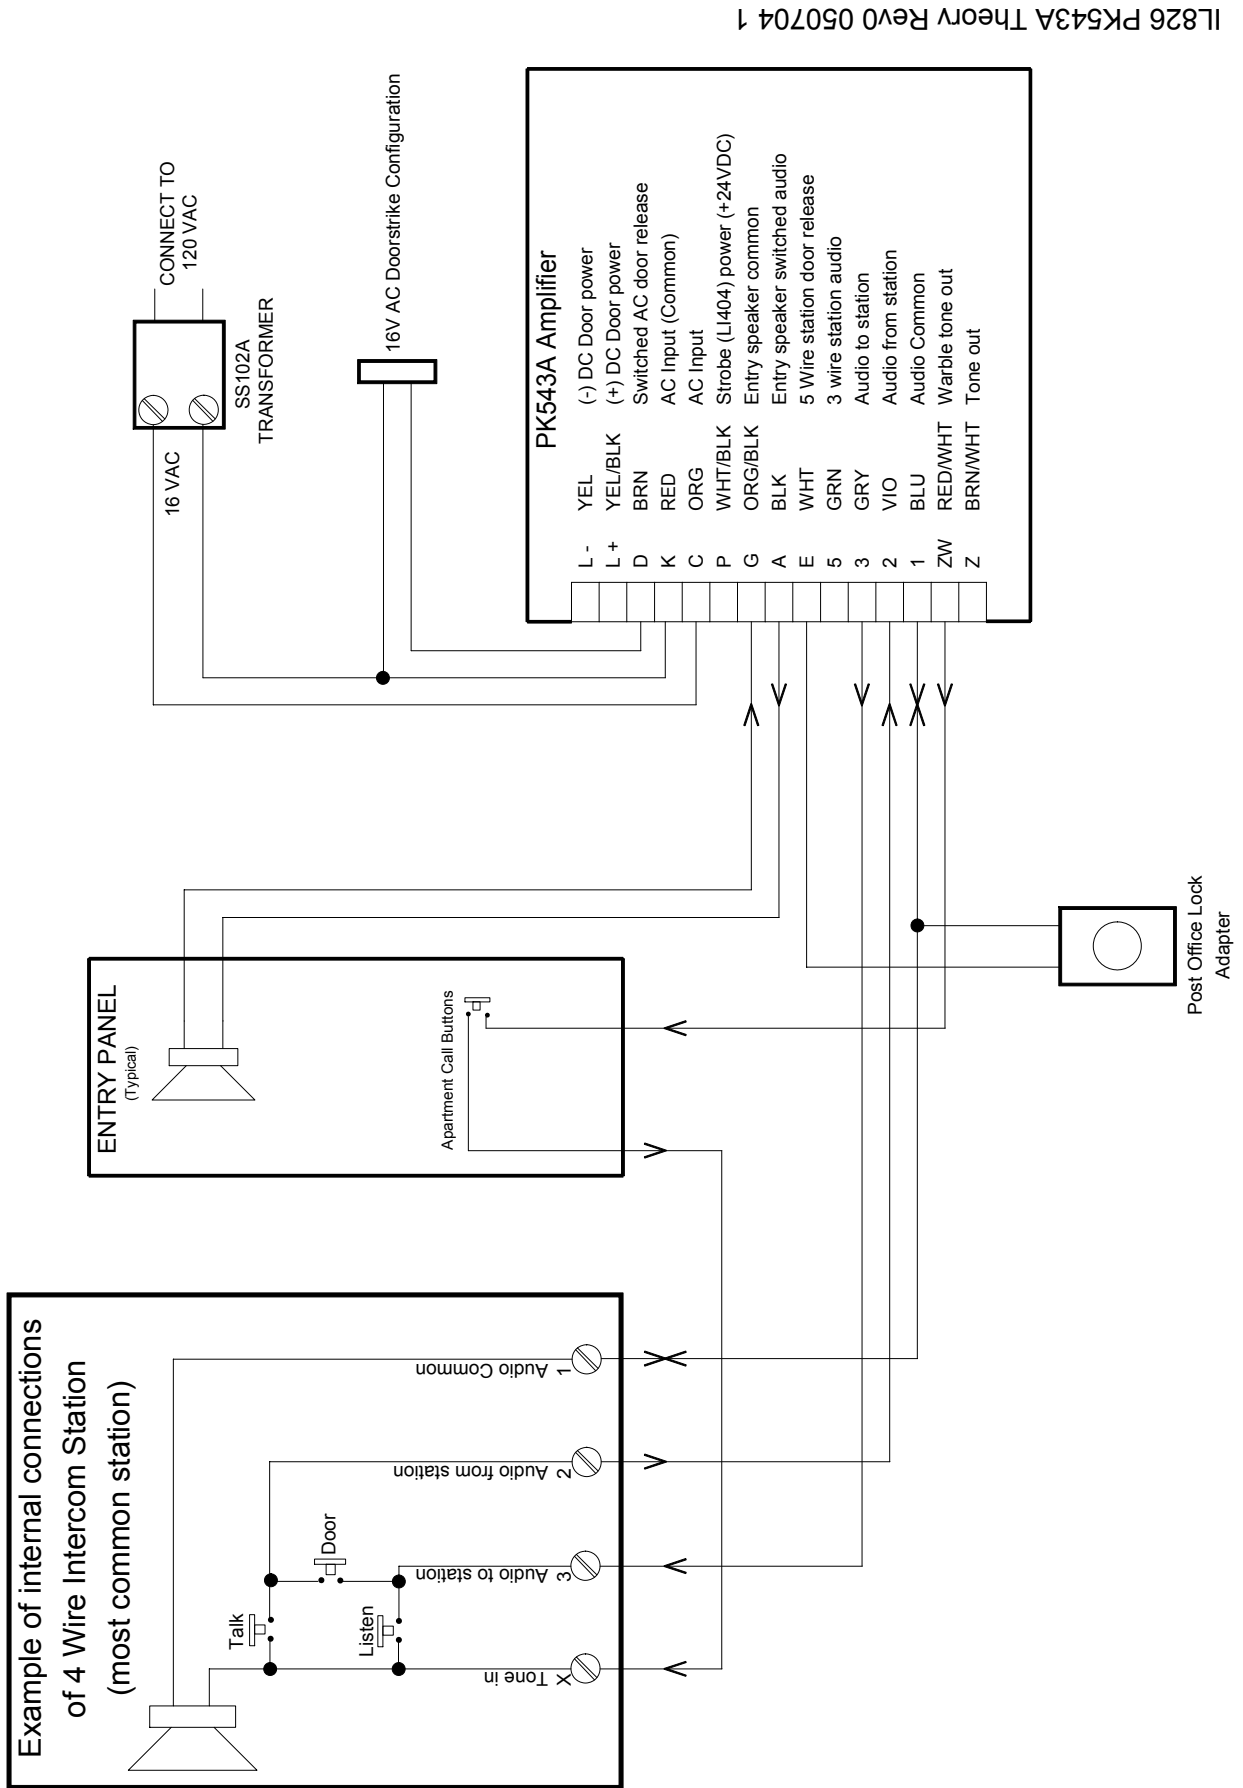 IL826 PK543A Theory Rev0 050704 1
CONNECT TO
120 VAC
SS102A
TRANSFORMER
16 VAC
16V AC Doorstrike Configuration
PK543A Amplifier
L - YEL (-) DC Door power
L + YEL/BLK (+) DC Door power
D BRN Switched AC door release
K RED AC Input (Common)
C ORG AC Input
P WHT/BLK Strobe (LI404) power (+24VDC)
G ORG/BLK Entry speaker common
A BLK Entry speaker switched audio
E WHT 5 Wire station door release
5 GRN 3 wire station audio
3 GRY Audio to station
2 VIO Audio from station
1 BLU Audio Common
ZW RED/WHT Warble tone out
Z BRN/WHT Tone out
ENTRY PANEL
(Typical)
Apartment Call Buttons
Post Office Lock
Adapter
Example of internal connections
of 4 Wire Intercom Station
(most common station)
Talk
Door
Listen
1 Audio Common
2 Audio from station
3 Audio to station
X Tone in